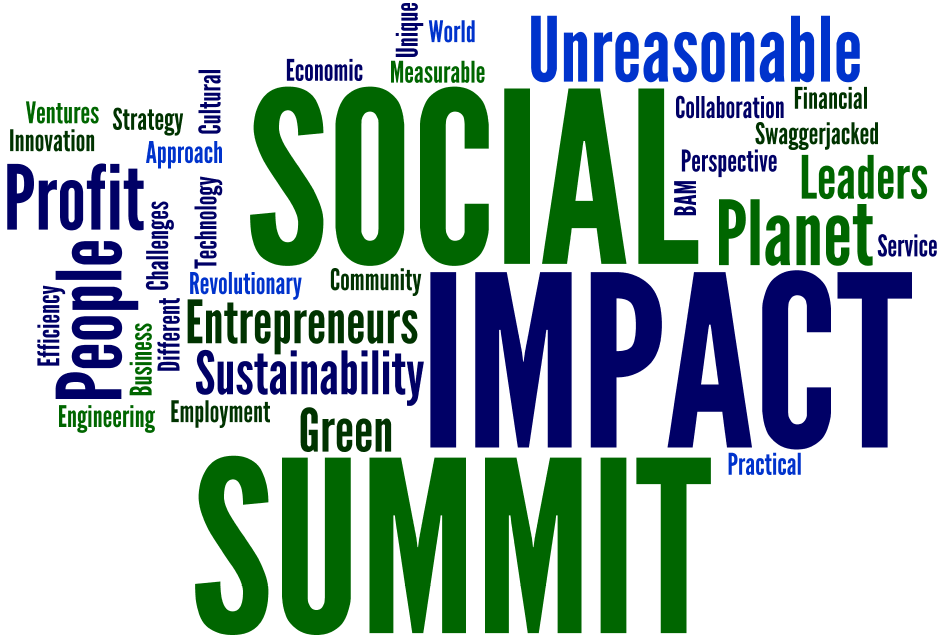 Unique
World
Unreasonable
Economic
Measurable
Cultural
Collaboration
Financial
Ventures
Strategy
Innovation
Approach
SOCIAL
Swaggerjacked
Perspective
Leaders
BAM
Profit
Challenges
Technology
Planet
Service
People
Revolutionary
Community
Efficiency
Business
Different
Entrepreneurs
IMPACT
Sustainability
Engineering
Employment
Green
Practical
SUMMIT